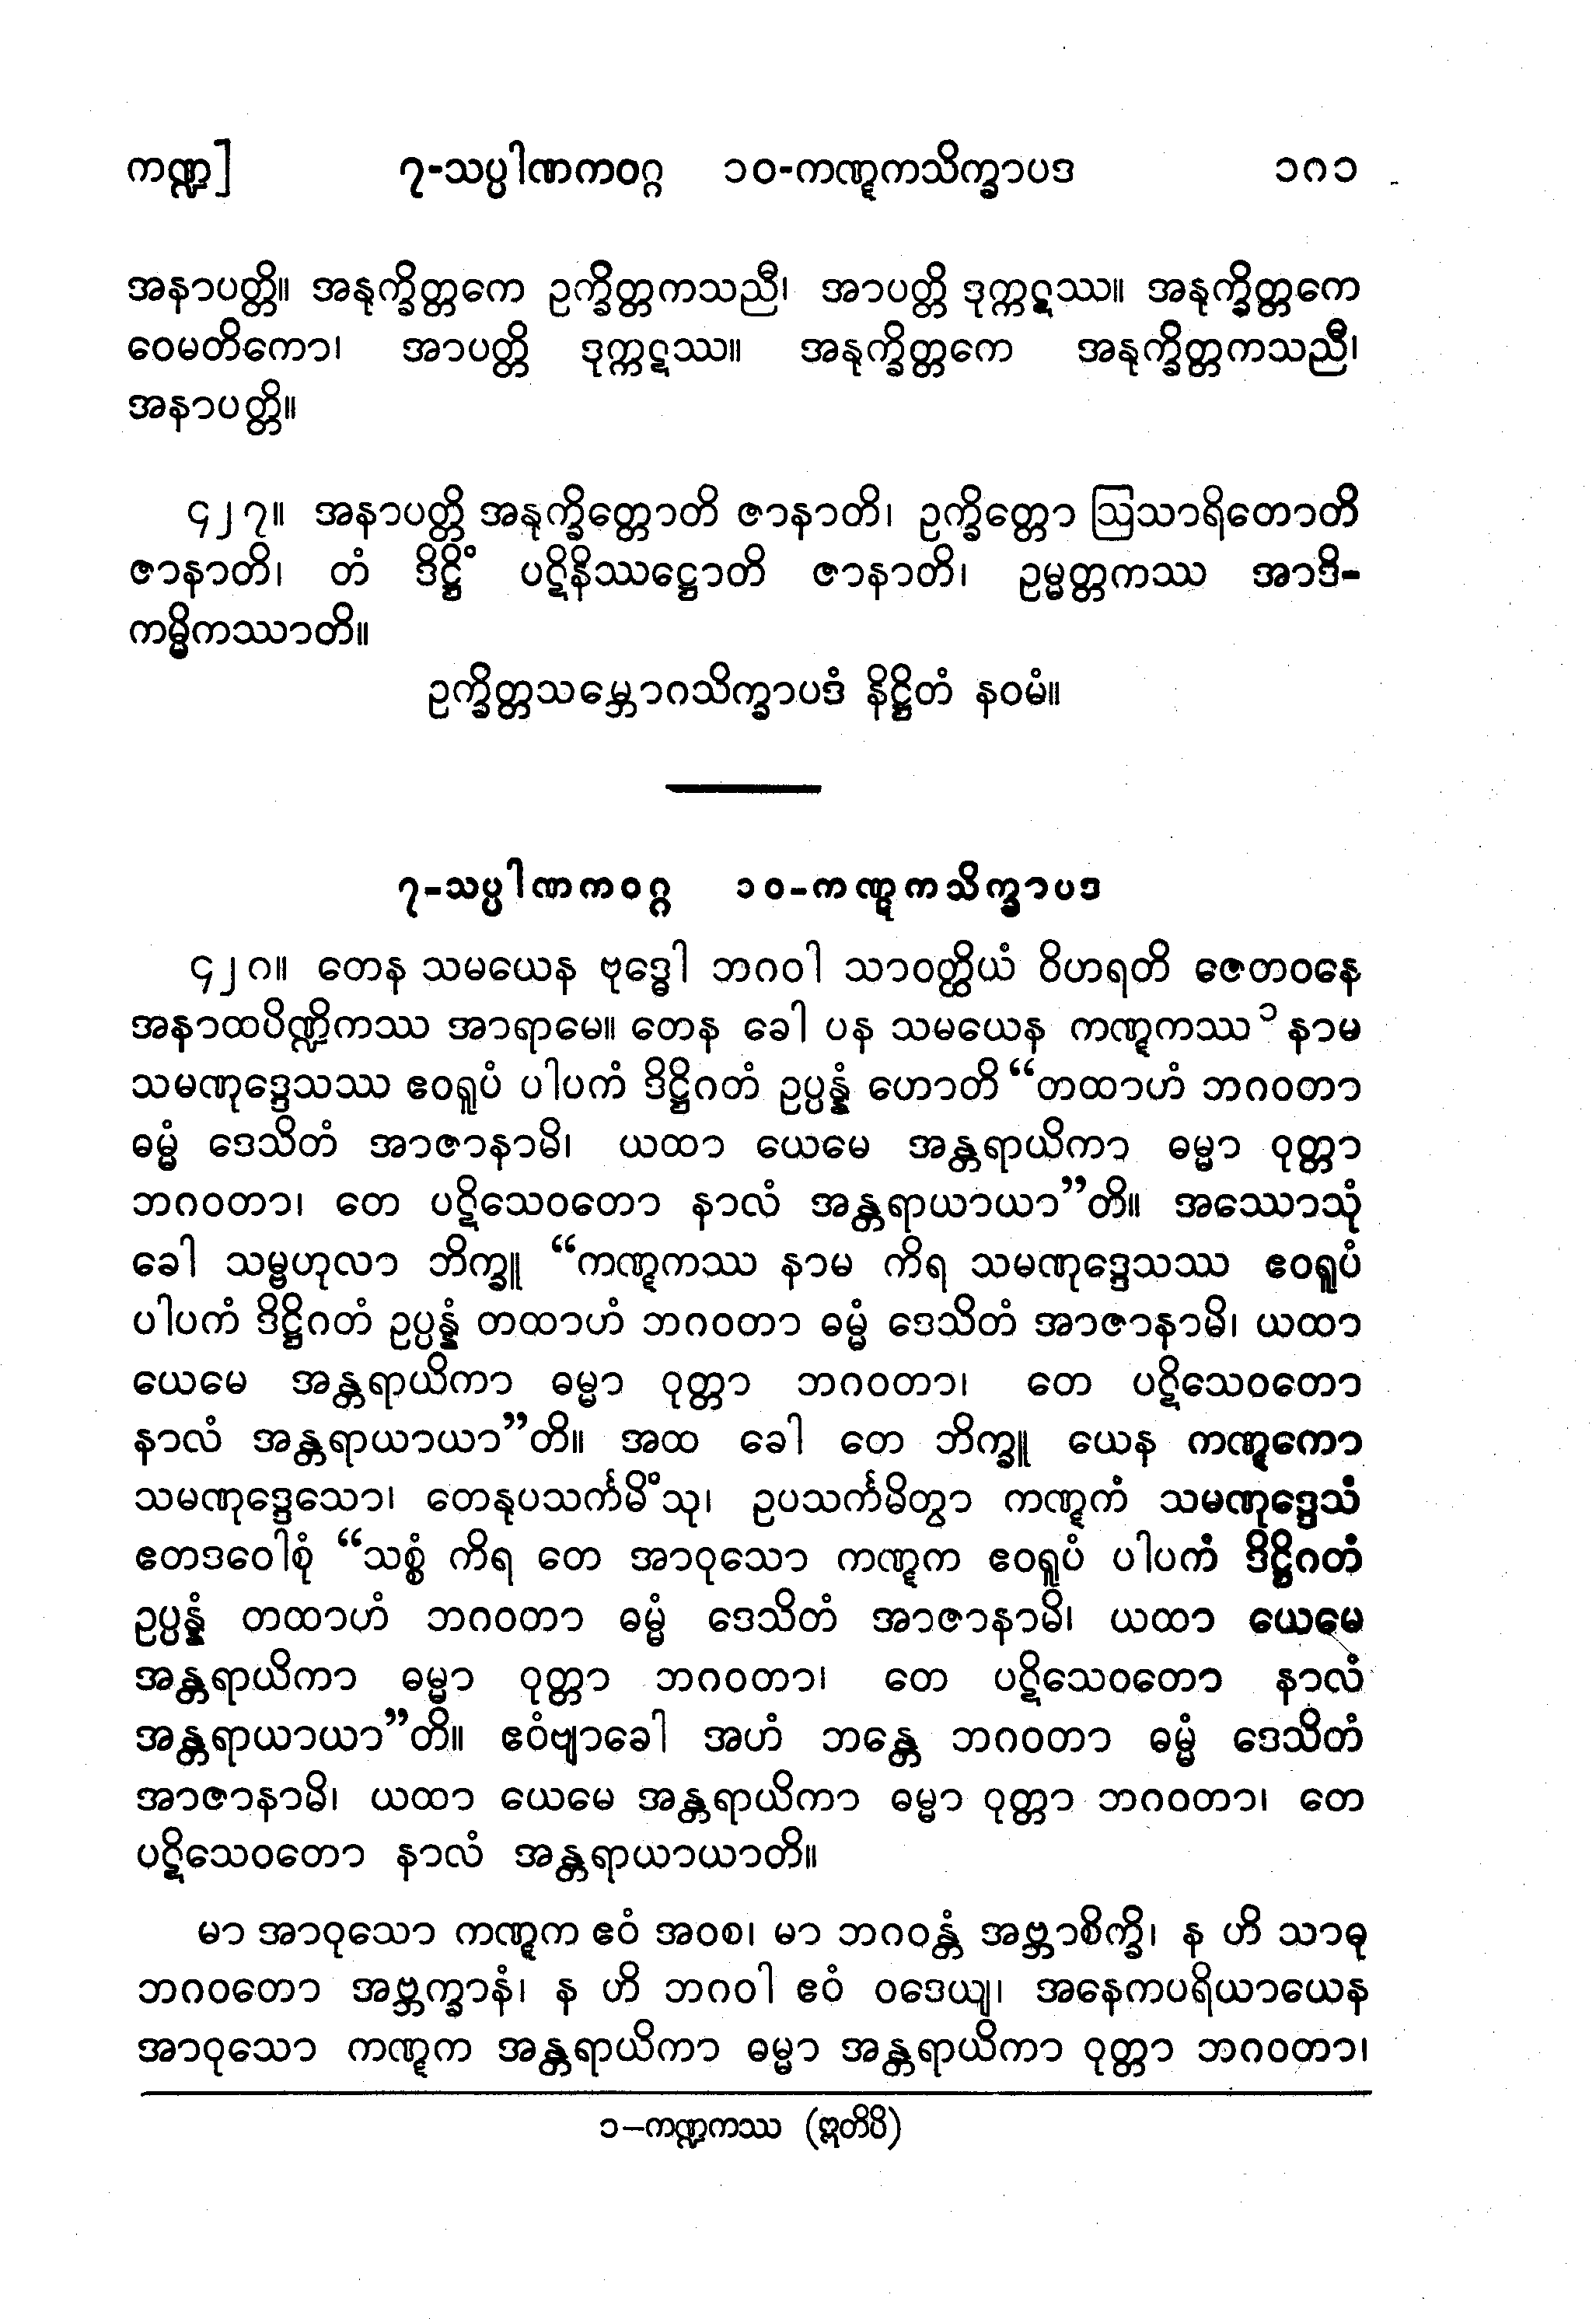 ကဏ္ဍ] ၇-သပ္ပါဏကဝဂ္ဂ ၁၀-ကဏ္ဋကသိက္ခာပဒ ၁၈၁
အနာပတ္တိ။ အနုက္ခိတ္တကေ ဥက္ခိတ္တကသညီ၊ အာပတ္တိ ဒုက္ကဋဿ။ အနုက္ခိတ္တကေ
ဝေမတိကော၊ အာပတ္တိ ဒုက္ကဋဿ။ အနုက္ခိတ္တကေ အနုက္ခိတ္တကသညီ၊
အနာပတ္တိ။
၄၂၇။ အနာပတ္တိ အနုက္ခိတ္တောတိ ဇာနာတိ၊ ဥက္ခိတ္တော ဩသာရိတောတိ
ဇာနာတိ၊ တံ ဒိဋ္ဌိံ ပဋိနိဿဋ္ဌောတိ ဇာနာတိ၊ ဥမ္မတ္တကဿ အာဒိ-
ကမ္မိကဿာတိ။
ဥက္ခိတ္တသမ္ဘောဂသိက္ခာပဒံ နိဋ္ဌိတံ နဝမံ။
၇-သပ္ပါဏကဝဂ္ဂ ၁၀-ကဏ္ဋကသိက္ခာပဒ
၄၂၈။ တေန သမယေန ဗုဒ္ဓေါ ဘဂဝါ သာဝတ္ထိယံ ဝိဟရတိ ဇေတဝနေ
အနာထပိဏ္ဍိကဿ အာရာမေ။ တေန ခေါ ပန သမယေန ကဏ္ဋကဿ ၁ နာမ
သမဏုဒ္ဒေသဿ ဧဝရူပံ ပါပကံ ဒိဋ္ဌိဂတံ ဥပ္ပန္နံ ဟောတိ “တထာဟံ ဘဂဝတာ
ဓမ္မံ ဒေသိတံ အာဇာနာမိ၊ ယထာ ယေမေ အန္တရာယိကာ ဓမ္မာ ဝုတ္တာ
ဘဂဝတာ၊ တေ ပဋိသေဝတော နာလံ အန္တရာယာယာ”တိ။ အဿောသုံ
ခေါ သမ္ဗဟုလာ ဘိက္ခူ “ကဏ္ဋကဿ နာမ ကိရ သမဏုဒ္ဒေသဿ ဧဝရူပံ
ပါပကံ ဒိဋ္ဌိဂတံ ဥပ္ပန္နံ တထာဟံ ဘဂဝတာ ဓမ္မံ ဒေသိတံ အာဇာနာမိ၊ ယထာ
ယေမေ အန္တရာယိကာ ဓမ္မာ ဝုတ္တာ ဘဂဝတာ၊ တေ ပဋိသေဝတော
နာလံ အန္တရာယာယာ”တိ။ အထ ခေါ တေ ဘိက္ခူ ယေန ကဏ္ဋကော
သမဏုဒ္ဒေသော၊ တေနုပသင်္ကမိံသု၊ ဥပသင်္ကမိတွာ ကဏ္ဋကံ သမဏုဒ္ဒေသံ
ဧတဒဝေါစုံ “သစ္စံ ကိရ တေ အာဝုသော ကဏ္ဋက ဧဝရူပံ ပါပကံ ဒိဋ္ဌိဂတံ
ဥပ္ပန္နံ တထာဟံ ဘဂဝတာ ဓမ္မံ ဒေသိတံ အာဇာနာမိ၊ ယထာ ယေမေ
အန္တရာယိကာ ဓမ္မာ ဝုတ္တာ ဘဂဝတာ၊ တေ ပဋိသေဝတော နာလံ
အန္တရာယာယာ”တိ။ ဧဝံဗျာခေါ အဟံ ဘန္တေ ဘဂဝတာ ဓမ္မံ ဒေသိတံ
အာဇာနာမိ၊ ယထာ ယေမေ အန္တရာယိကာ ဓမ္မာ ဝုတ္တာ ဘဂဝတာ၊ တေ
ပဋိသေဝတော နာလံ အန္တရာယာယာတိ။
မာ အာဝုသော ကဏ္ဋက ဧဝံ အဝစ၊ မာ ဘဂဝန္တံ အဗ္ဘာစိက္ခိ၊ န ဟိ သာဓု
ဘဂဝတော အဗ္ဘက္ခာနံ၊ န ဟိ ဘဂဝါ ဧဝံ ဝဒေယျ၊ အနေကပရိယာယေန
အာဝုသော ကဏ္ဋက အန္တရာယိကာ ဓမ္မာ အန္တရာယိကာ ဝုတ္တာ ဘဂဝတာ၊
၁–ကဏ္ဍကဿ (ဣတိပိ)